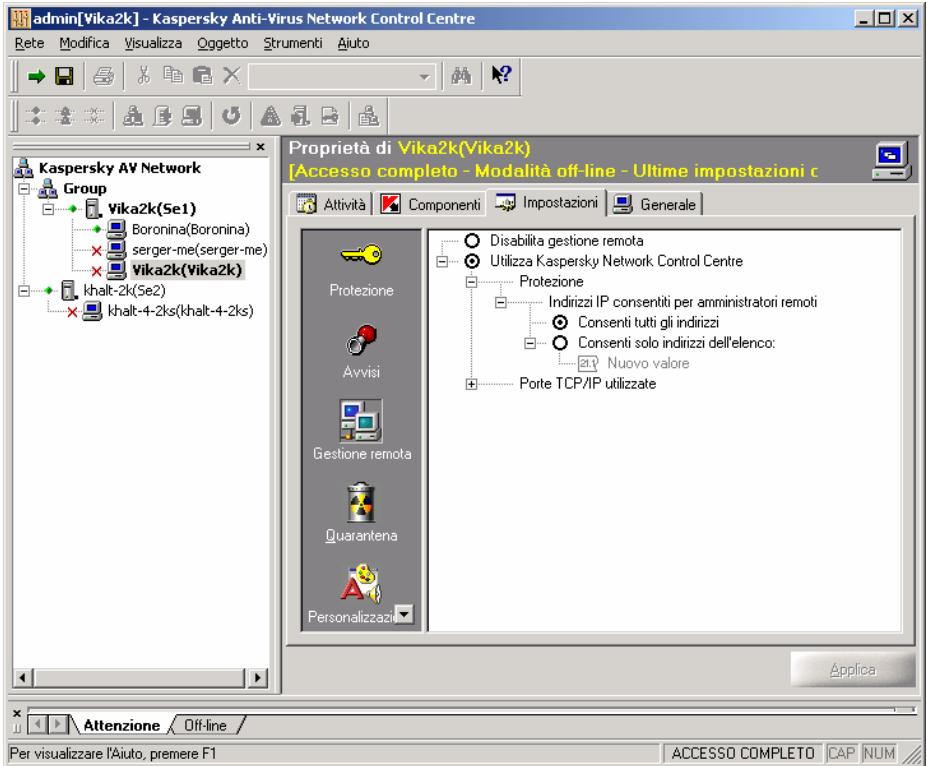 admin[Vika2k] - Kaspersky Anti-Virus Network Control Centre
Rete Modifica Visualizza Oggetto Strumenti Aiuto
Kaspersky AV Network
Group
Vika2k(Se1)
Boronina(Boronina)
serger-me(serger-me)
Vika2k(Vika2k)
khalt-2k(Se2)
khalt-4-2ks(khalt-4-2ks)
Proprietà di Vika2k(Vika2k)
[Accesso completo - Modalità off-line - Ultime impostazioni c
Attività Componenti Impostazioni Generale
Protezione
Avvisi
Gestione remota
Quarantena
Personalizzazi
Disabilita gestione remota
Utilizza Kaspersky Network Control Centre
Protezione
Indirizzi IP consentiti per amministratori remoti
Consenti tutti gli indirizzi
Consenti solo indirizzi dell'elenco:
Nuovo valore
Porte TCP/IP utilizzate
Applica
Attenzione Off-line
Per visualizzare l'Aiuto, premere F1
ACCESSO COMPLETO CAP NUM